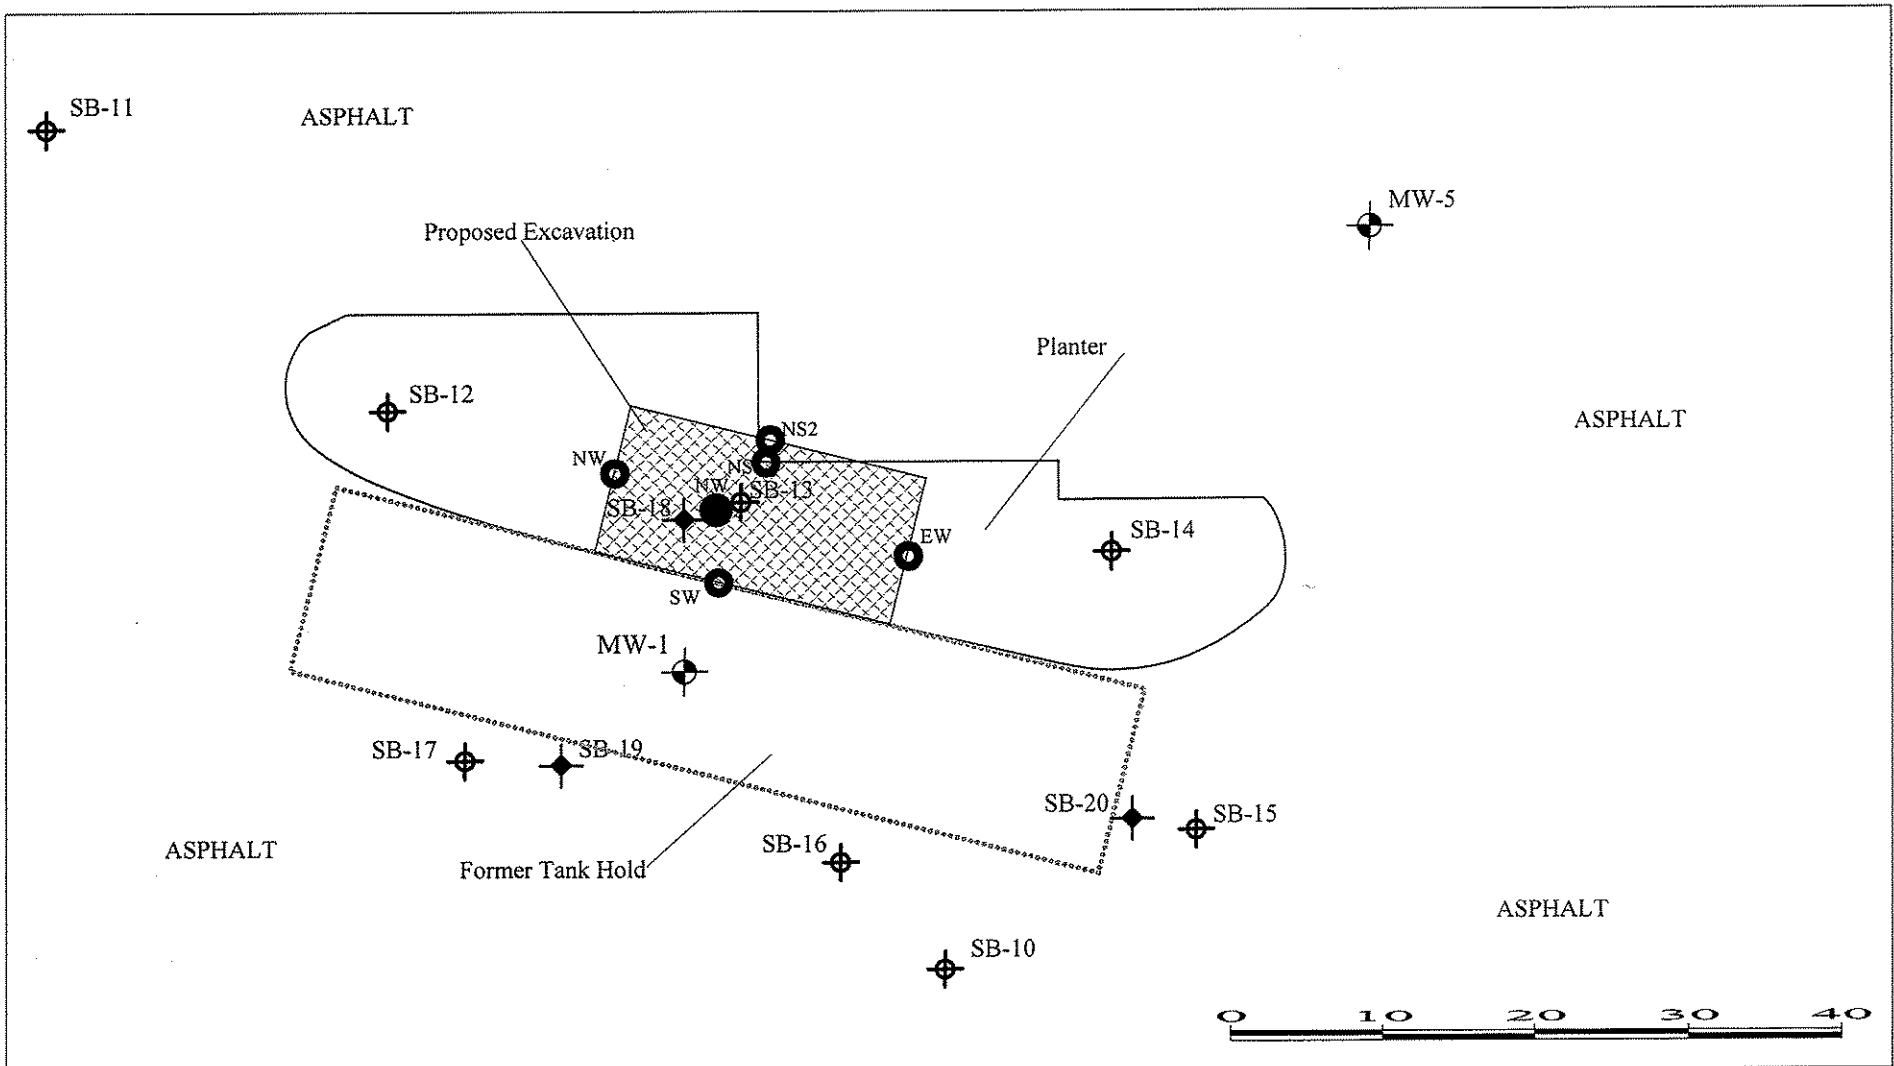 SB-11
ASPHALT
MW-5
Proposed Excavation
Planter
SB-12
ASPHALT
NS2
NW
NS
NW
SB-13
SB-18
EW
SB-14
SW
MW-1
SB-17
SB-19
SB-20
SB-15
SB-16
ASPHALT
Former Tank Hold
ASPHALT
SB-10
0 10 20 30 40